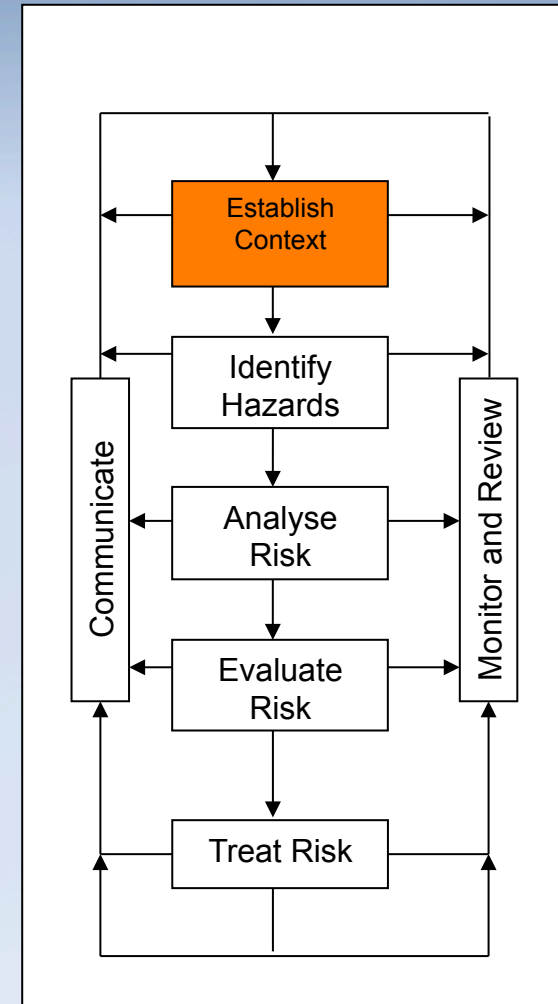 Establish
Context
Identify
Hazards
Communicate
Analyse
Risk
Monitor and Review
Evaluate
Risk
Treat Risk